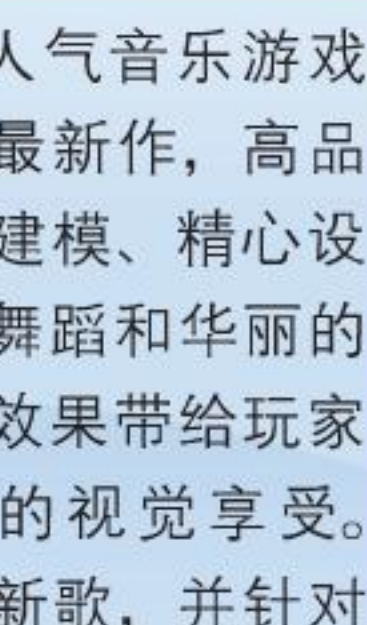 人气音乐游戏
最新作，高品
建模、精心设
舞蹈和华丽的
效果带给玩家
的视觉享受。
新歌，并针对